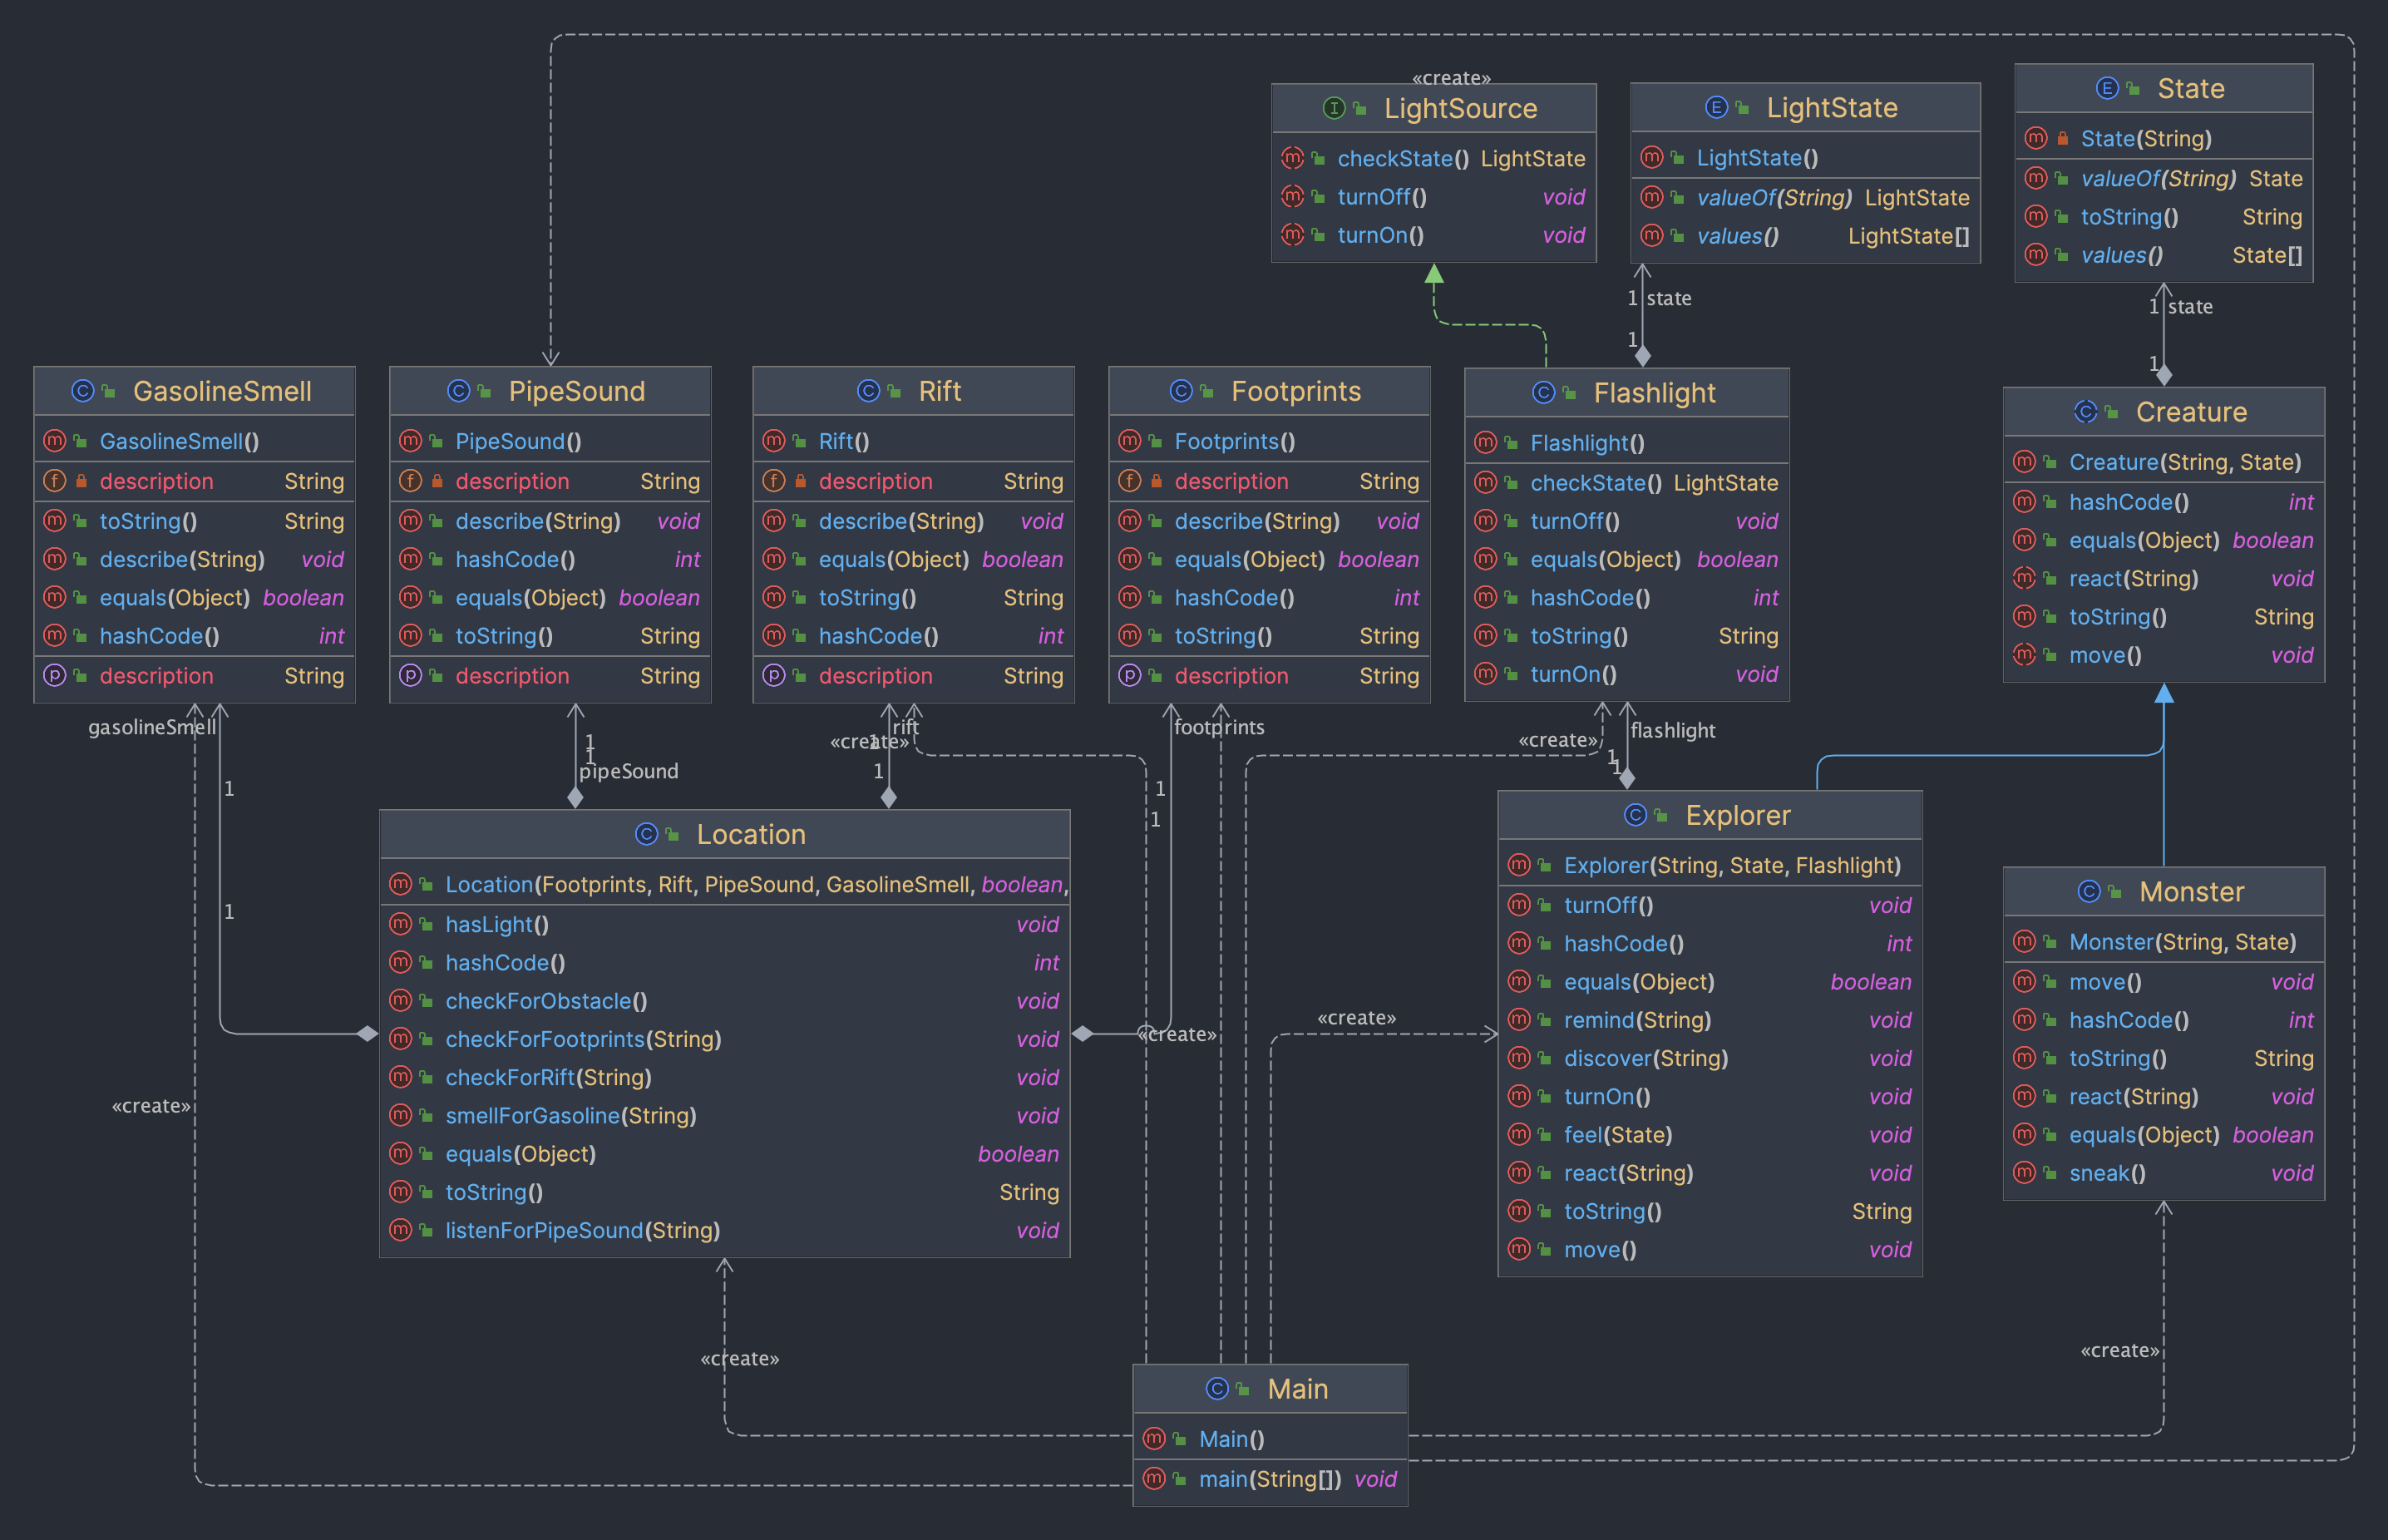 «create»
LightSource
checkState() LightState
turnOff() void
turnOn() void
LightState
LightState()
valueOf(String) LightState
values() LightState[]
State
State(String)
valueOf(String) State
toString() String
values() State[]
1 state
1
1 state
1
GasolineSmell
GasolineSmell()
description String
toString() String
describe(String) void
equals(Object) boolean
hashCode() int
description String
PipeSound
PipeSound()
description String
describe(String) void
hashCode() int
equals(Object) boolean
toString() String
description String
Rift
Rift()
description String
describe(String) void
equals(Object) boolean
toString() String
hashCode() int
description String
Footprints
Footprints()
description String
describe(String) void
equals(Object) boolean
hashCode() int
toString() String
description String
Flashlight
Flashlight()
checkState() LightState
turnOff() void
equals(Object) boolean
hashCode() int
toString() String
turnOn() void
Creature
Creature(String, State)
hashCode() int
equals(Object) boolean
react(String) void
toString() String
move() void
gasolineSmell
1
1
1
1
pipeSound
rift
«create»
1
1
footprints
1
1
«create»
flashlight
1
1
Location
Location(Footprints, Rift, PipeSound, GasolineSmell, boolean,
hasLight() void
hashCode() int
checkForObstacle() void
checkForFootprints(String) void
checkForRift(String) void
smellForGasoline(String) void
equals(Object) boolean
toString() String
listenForPipeSound(String) void
Explorer
Explorer(String, State, Flashlight)
turnOff() void
hashCode() int
equals(Object) boolean
remind(String) void
discover(String) void
turnOn() void
feel(State) void
react(String) void
toString() String
move() void
Monster
Monster(String, State)
move() void
hashCode() int
toString() String
react(String) void
equals(Object) boolean
sneak() void
«create»
«create»
«create»
«create»
«create»
Main
Main()
main(String[]) void